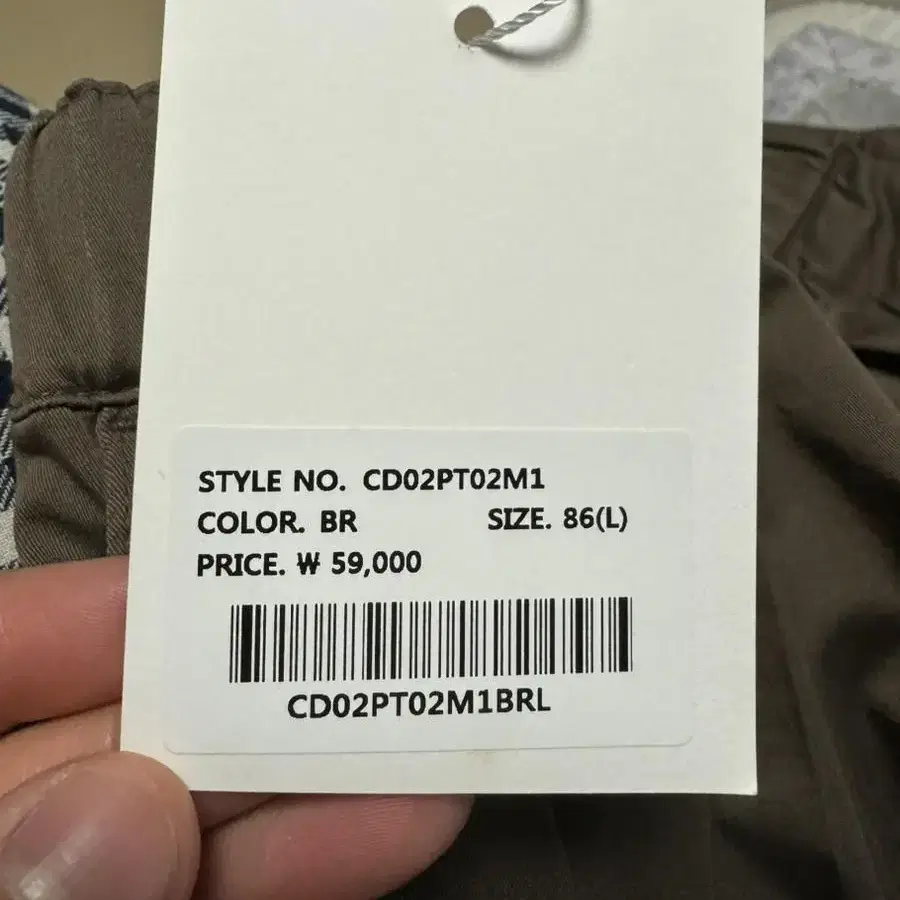 STYLE NO. CD02PT02M1
COLOR. BR SIZE. 86(L)
PRICE. ₩ 59,000
CD02PT02M1BRL